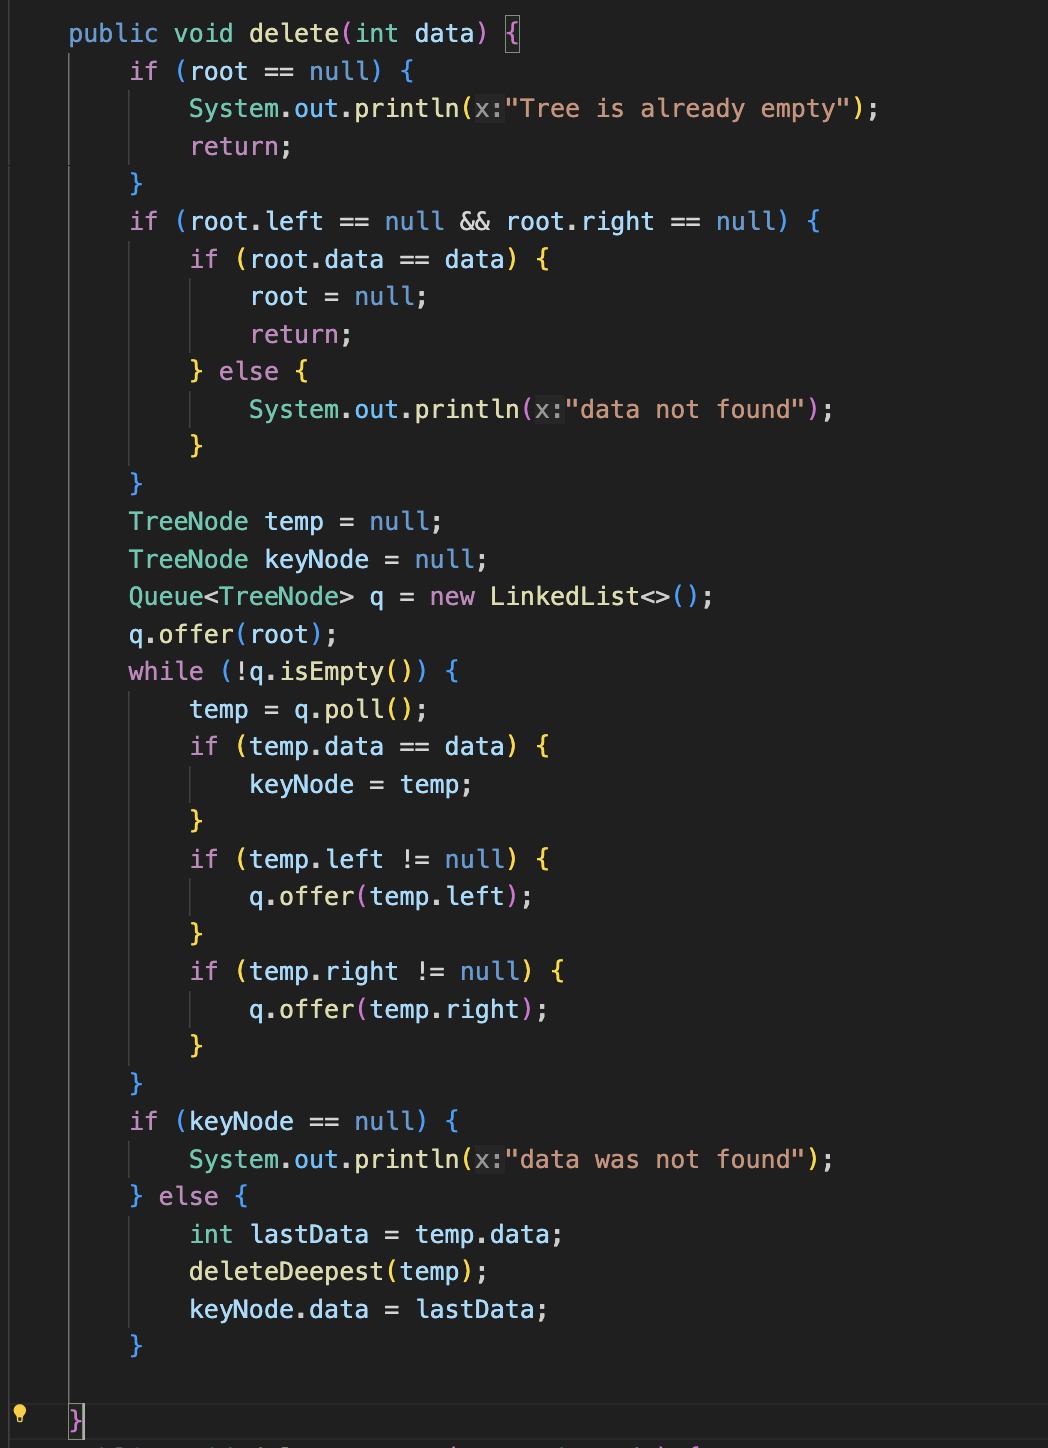 public void delete(int data) {
if (root == null) {
System.out.println(x:"Tree is already empty");
return;
}
if (root.left == null && root.right == null) {
if (root.data == data) {
root = null;
return;
} else {
System.out.println(x:"data not found");
}
}
TreeNode temp = null;
TreeNode keyNode = null;
Queue<TreeNode> q = new LinkedList<>();
q.offer(root);
while (!q.isEmpty()) {
temp = q.poll();
if (temp.data == data) {
keyNode = temp;
}
if (temp.left != null) {
q.offer(temp.left);
}
if (temp.right != null) {
q.offer(temp.right);
}
}
if (keyNode == null) {
System.out.println(x:"data was not found");
} else {
int lastData = temp.data;
deleteDeepest(temp);
keyNode.data = lastData;
}
}